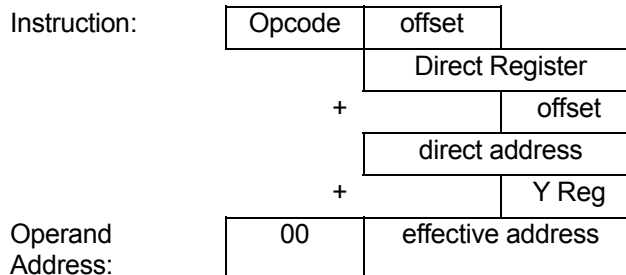 Instruction: Opcode offset
Direct Register
+ offset
direct address
+ Y Reg
Operand 00 effective address
Address: